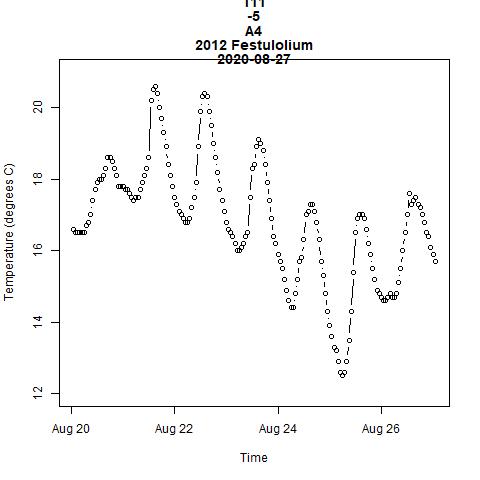 T11
-5
A4
2012 Festulolium
2020-08-27
Temperature (degrees C)
20
18
16
14
12
Aug 20
Aug 22
Aug 24
Aug 26
Time